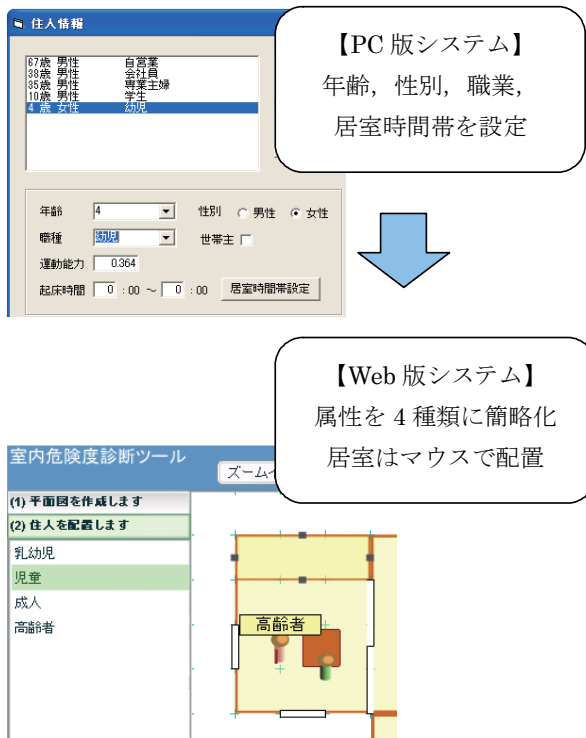 住人情報
【PC 版システム】
年齢，性別，職業，
居室時間帯を設定
67歳 男性 自営業
38歳 男性 会社員
35歳 男性 専業主婦
10歳 男性 学生
4 歳 女性 幼児
年齢 4 性別 男性 女性
職種 幼児 世帯主
運動能力 0.364
起床時間 0 : 00 ～ 0 : 00 居室時間帯設定
【Web 版システム】
属性を 4 種類に簡略化
居室はマウスで配置
室内危険度診断ツール
ズーム
(1) 平面図を作成します
(2) 住人を配置します
乳幼児
児童
成人
高齢者
高齢者